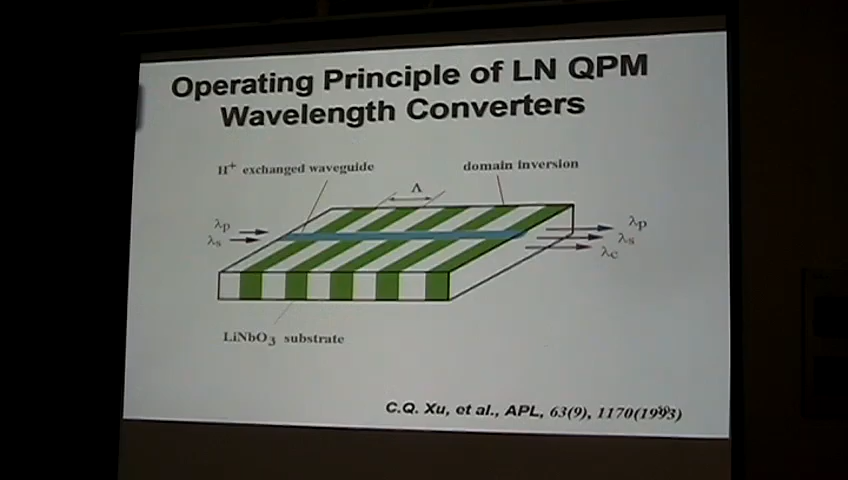 Operating Principle of LN QPM
Wavelength Converters
H+ exchanged waveguide
domain inversion
Λ
λp
λs
λp
λs
λc
LiNbO3 substrate
C.Q. Xu, et al., APL, 63(9), 1170(1993)